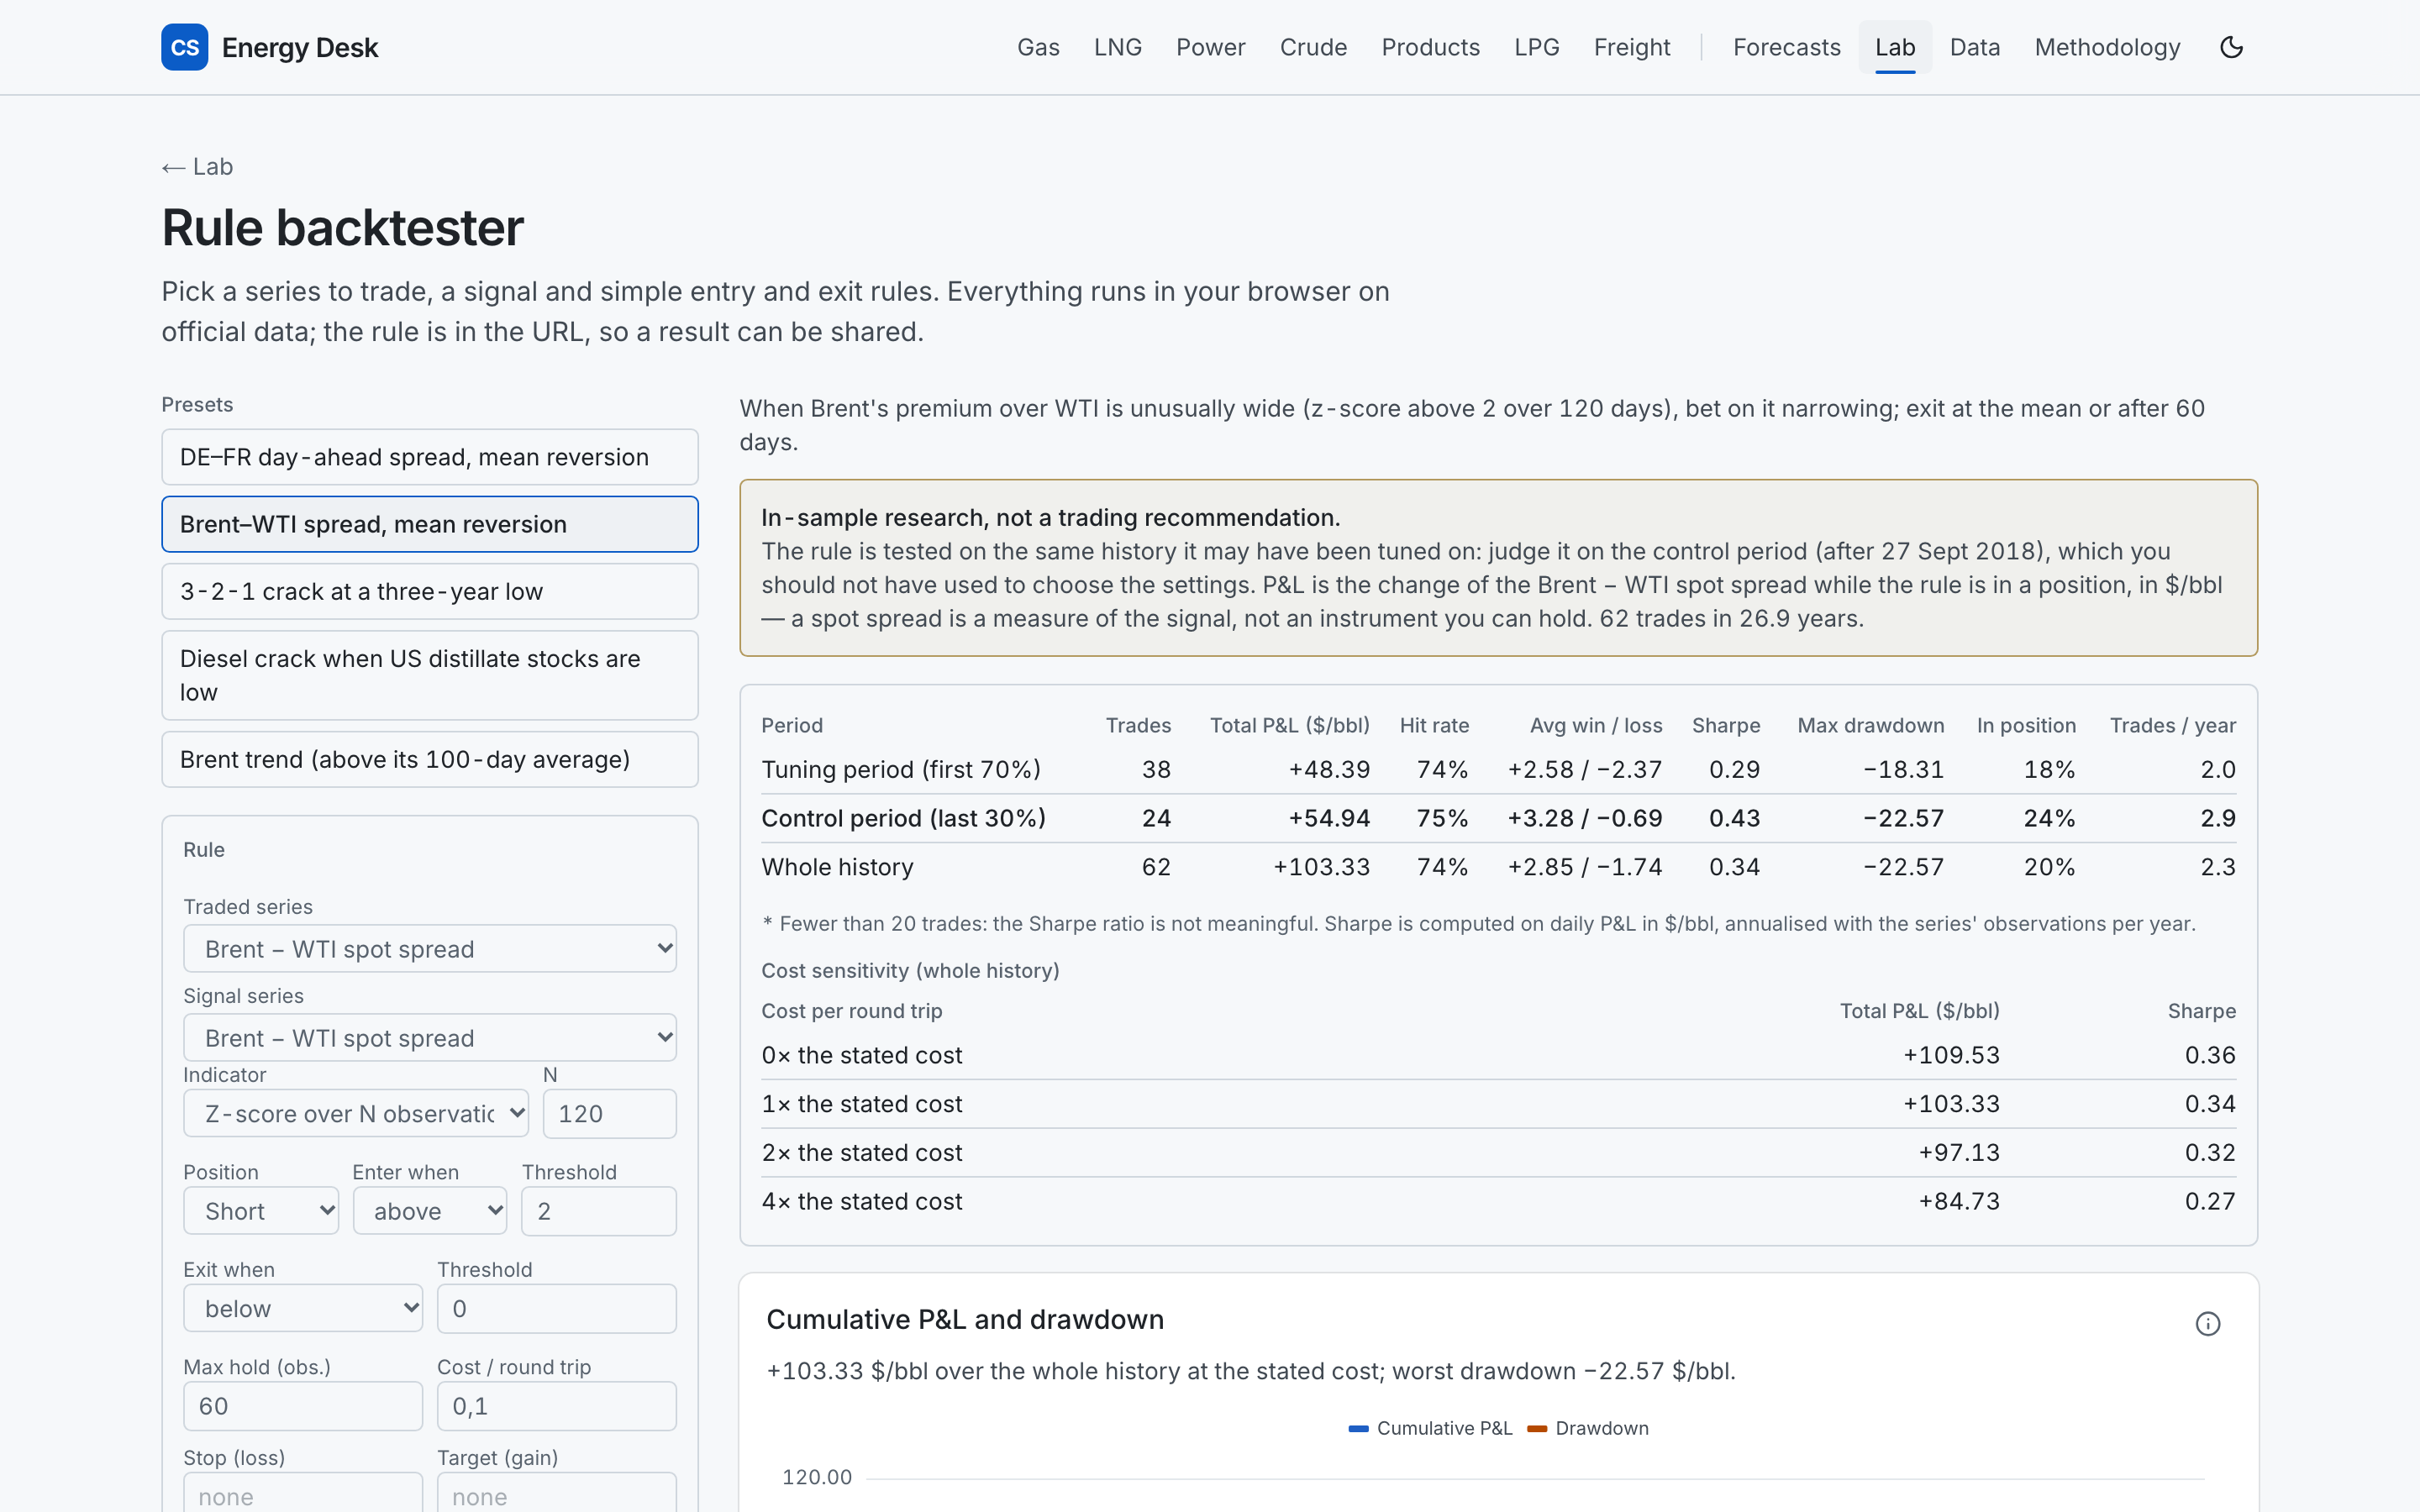 CS Energy Desk
Gas LNG Power Crude Products LPG Freight Forecasts Lab Data Methodology
← Lab
Rule backtester
Pick a series to trade, a signal and simple entry and exit rules. Everything runs in your browser on
official data; the rule is in the URL, so a result can be shared.
Presets
DE–FR day-ahead spread, mean reversion
Brent–WTI spread, mean reversion
3-2-1 crack at a three-year low
Diesel crack when US distillate stocks are
low
Brent trend (above its 100-day average)
Rule
Traded series
Brent − WTI spot spread
Signal series
Brent − WTI spot spread
Indicator N
Z-score over N observatic 120
Position Enter when Threshold
Short above 2
Exit when Threshold
below 0
Max hold (obs.) Cost / round trip
60 0,1
Stop (loss) Target (gain)
none none
When Brent's premium over WTI is unusually wide (z-score above 2 over 120 days), bet on it narrowing; exit at the mean or after 60
days.
In-sample research, not a trading recommendation.
The rule is tested on the same history it may have been tuned on: judge it on the control period (after 27 Sept 2018), which you
should not have used to choose the settings. P&L is the change of the Brent − WTI spot spread while the rule is in a position, in $/bbl
— a spot spread is a measure of the signal, not an instrument you can hold. 62 trades in 26.9 years.
Period Trades Total P&L ($/bbl) Hit rate Avg win / loss Sharpe Max drawdown In position Trades / year
Tuning period (first 70%) 38 +48.39 74% +2.58 / −2.37 0.29 −18.31 18% 2.0
Control period (last 30%) 24 +54.94 75% +3.28 / −0.69 0.43 −22.57 24% 2.9
Whole history 62 +103.33 74% +2.85 / −1.74 0.34 −22.57 20% 2.3
* Fewer than 20 trades: the Sharpe ratio is not meaningful. Sharpe is computed on daily P&L in $/bbl, annualised with the series' observations per year.
Cost sensitivity (whole history)
Cost per round trip Total P&L ($/bbl) Sharpe
0× the stated cost +109.53 0.36
1× the stated cost +103.33 0.34
2× the stated cost +97.13 0.32
4× the stated cost +84.73 0.27
Cumulative P&L and drawdown
+103.33 $/bbl over the whole history at the stated cost; worst drawdown −22.57 $/bbl.
Cumulative P&L Drawdown
120.00